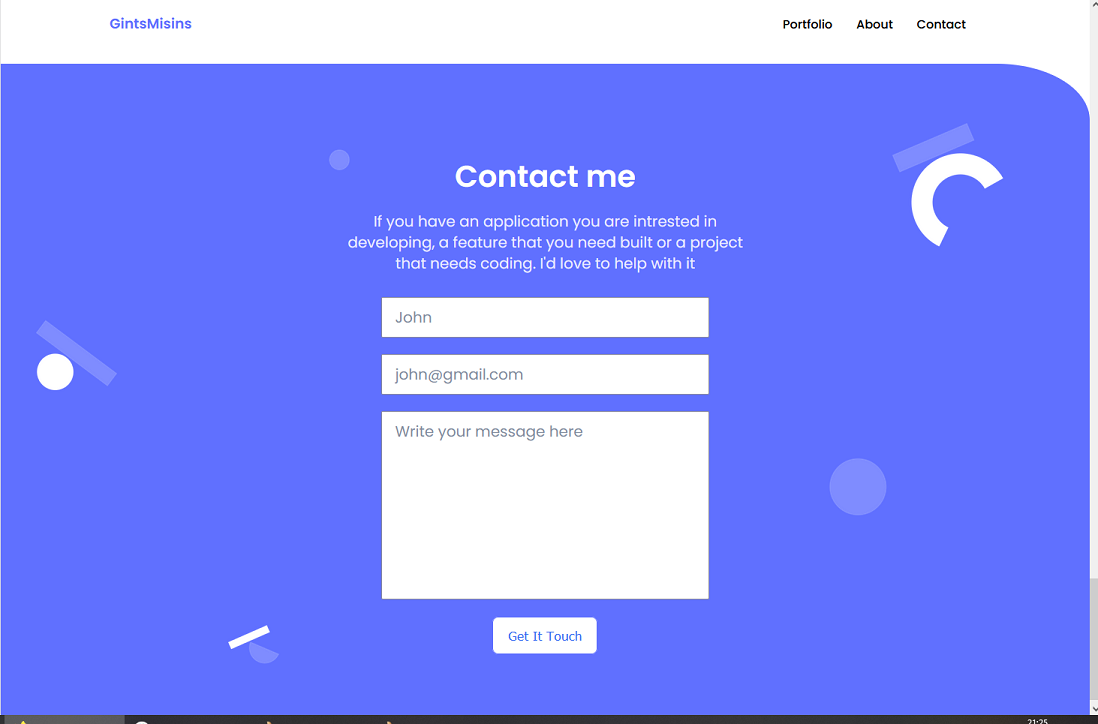 GintsMisins
Portfolio About Contact
Contact me
If you have an application you are intrested in
developing, a feature that you need built or a project
that needs coding. I'd love to help with it
John
john@gmail.com
Write your message here
Get It Touch
21:25